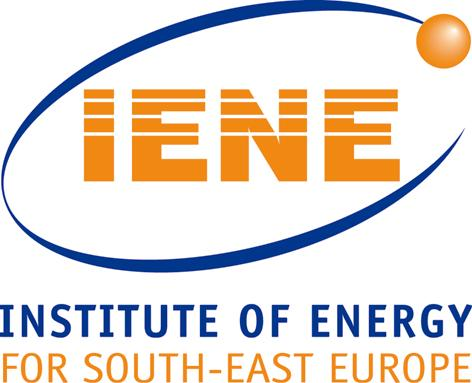 IENE
INSTITUTE OF ENERGY
FOR SOUTH-EAST EUROPE